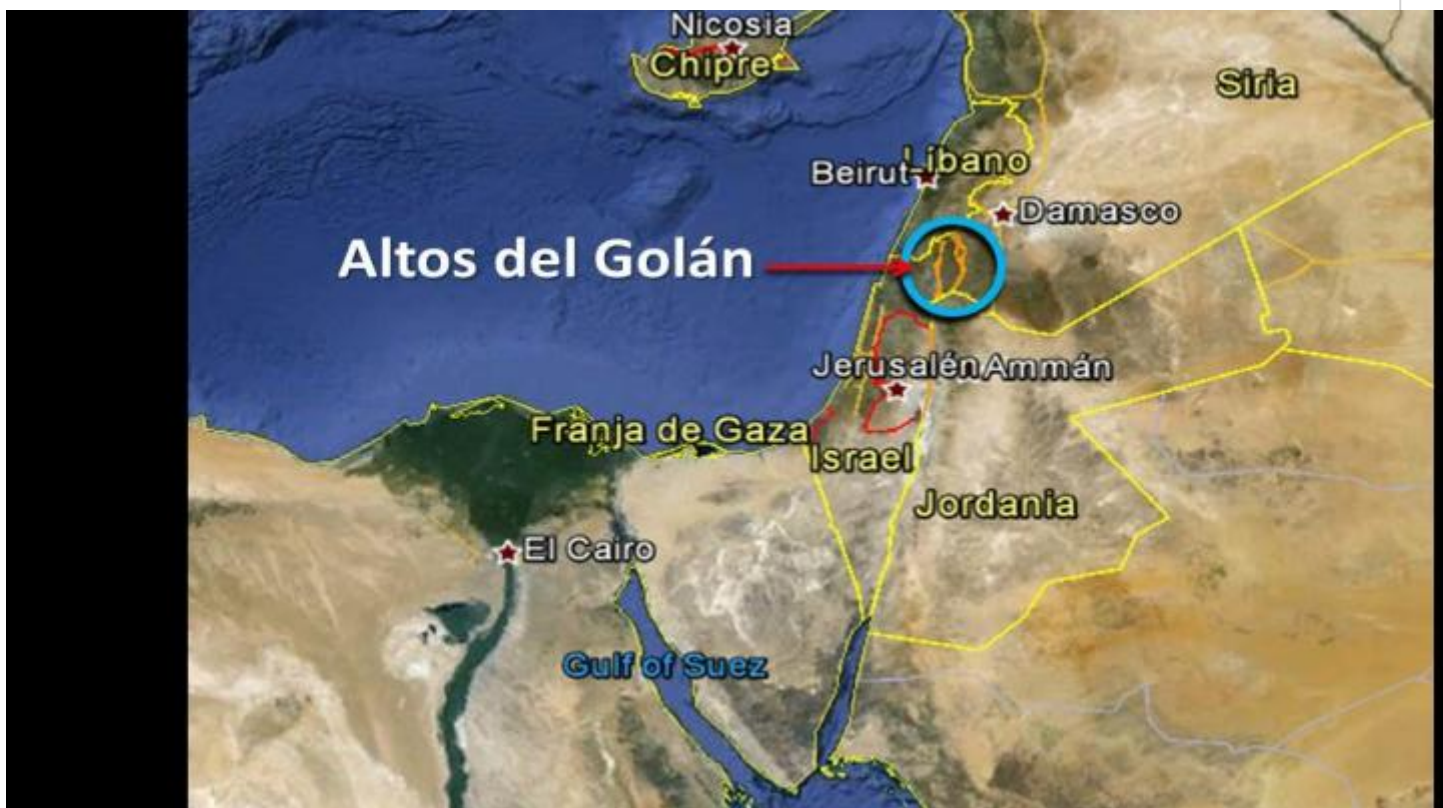 Nicosia
Chipre
Siria
Beirut
Líbano
Damasco
Altos del Golán
Jerusalén
Ammán
Franja de Gaza
Israel
Jordania
El Cairo
Gulf of Suez